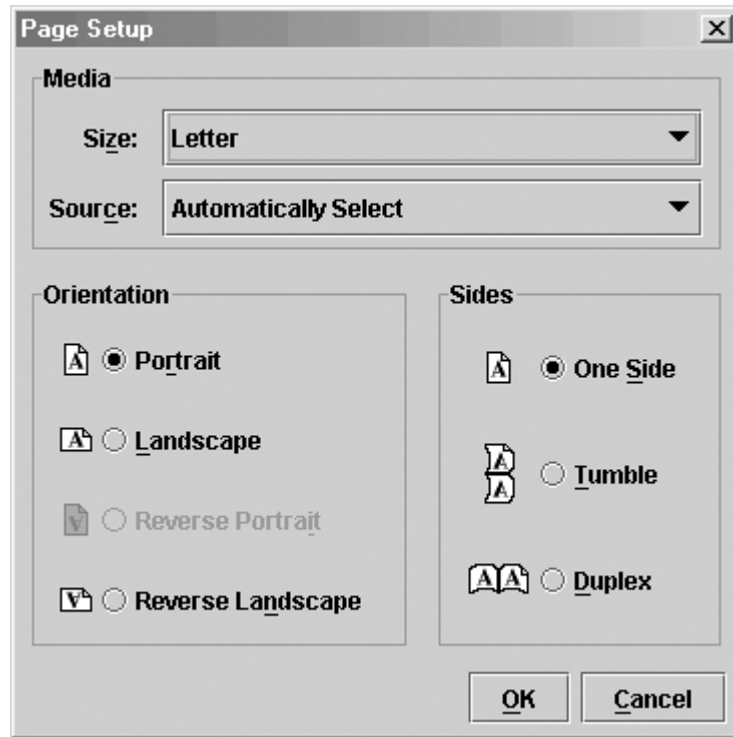 Page Setup
Media
Size: Letter
Source: Automatically Select
Orientation
A Portrait
A Landscape
A Reverse Portrait
A Reverse Landscape
Sides
A One Side
A
A Tumble
A A Duplex
OK Cancel